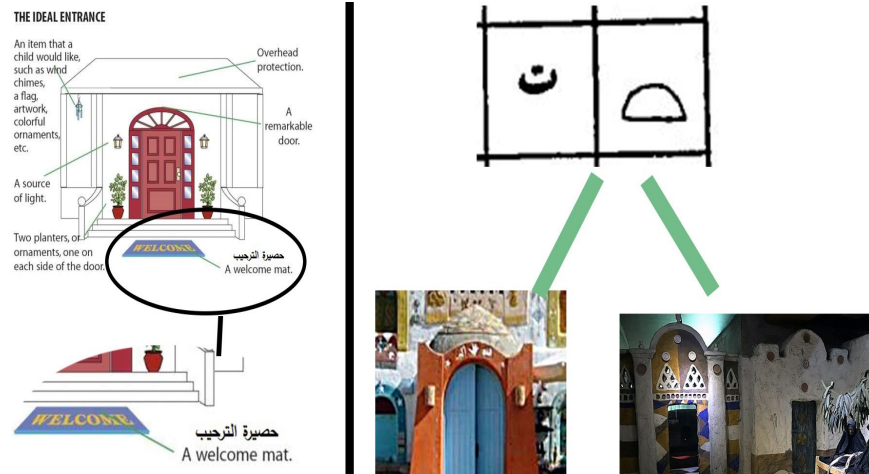 THE IDEAL ENTRANCE
An item that a
child would like,
such as wind
chimes,
a flag,
artwork,
colorful
ornaments,
etc.
Overhead
protection.
A
remarkable
door.
A source
of light.
Two planters, or
ornaments, one on
each side of the door.
WELCOME
حصيرة الترحيب
A welcome mat.
WELCOME
حصيرة الترحيب
A welcome mat.
ت